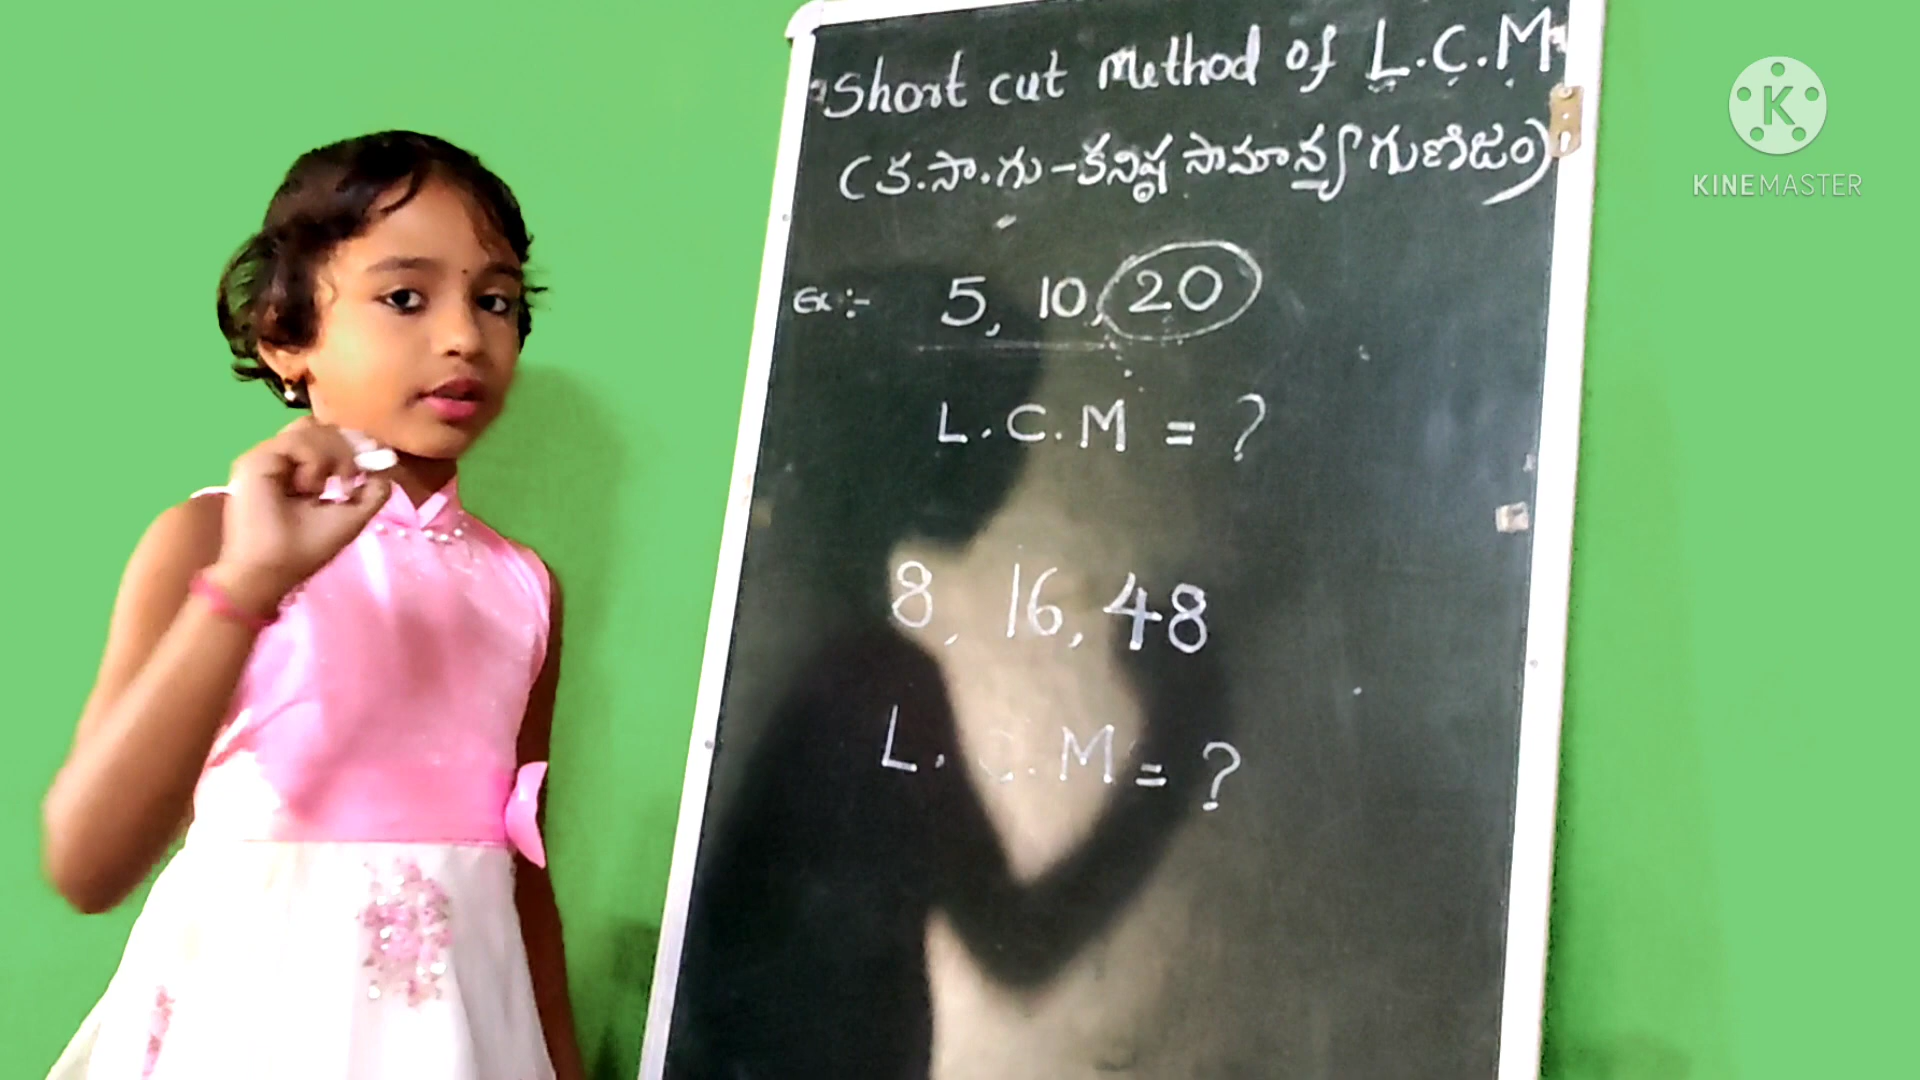 Short cut Method of L.C.M
(క.సా.గు-కనిష్ఠ సామాన్య గుణిజం)
Ex :- 5, 10, 20
L.C.M = ?
8, 16, 48
L.C.M = ?
K
KINEMASTER